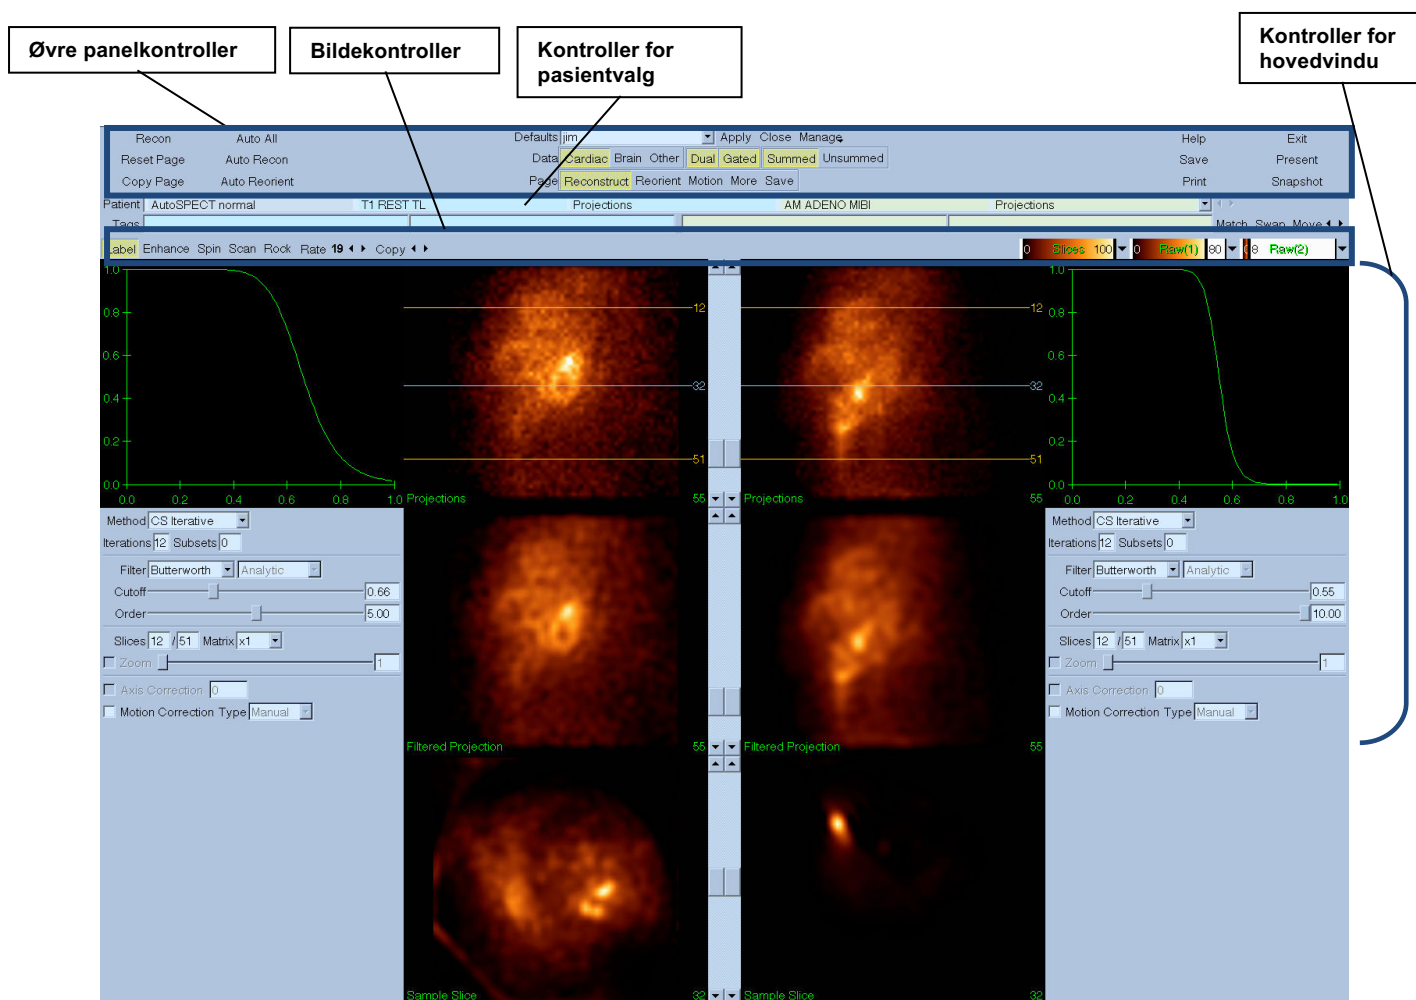 Øvre panelkontroller
Bildekontroller
Kontroller for
pasientvalg
Kontroller for
hovedvindu
Recon Auto All Defaults jim Apply Close Manage Help Exit
Reset Page Auto Recon Data Cardiac Brain Other Dual Gated Summed Unsummed Save Present
Copy Page Auto Reorient Page Reconstruct Reorient Motion More Save Print Snapshot
Patient AutoSPECT normal T1 REST TL Projections AM ADENO MIBI Projections
Tags Match Swap Move
Label Enhance Spin Scan Rock Rate 19 Copy 0 Slices 100 0 Raw(1) 80 8 Raw(2)
1.0
0.8
0.6
0.4
0.2
0.0
0.0 0.2 0.4 0.6 0.8 1.0
12
32
51
Projections 55
12
32
51
Projections 55
1.0
0.8
0.6
0.4
0.2
0.0
0.0 0.2 0.4 0.6 0.8 1.0
Method CS Iterative
Iterations 12 Subsets 0
Filter Butterworth Analytic
Cutoff 0.66
Order 5.00
Slices 12 / 51 Matrix x1
Zoom 1
Axis Correction 0
Motion Correction Type Manual
Filtered Projection 55
Filtered Projection 55
Method CS Iterative
Iterations 12 Subsets 0
Filter Butterworth Analytic
Cutoff 0.55
Order 10.00
Slices 12 / 51 Matrix x1
Zoom 1
Axis Correction 0
Motion Correction Type Manual
Sample Slice 32
Sample Slice 32